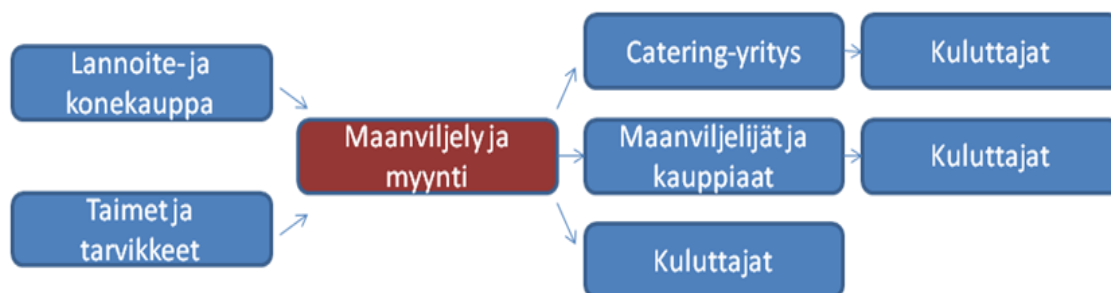 Lannoite- ja
konekauppa
Taimet ja
tarvikkeet
Maanviljely ja
myynti
Catering-yritys
Kuluttajat
Maanviljelijät ja
kauppiaat
Kuluttajat
Kuluttajat